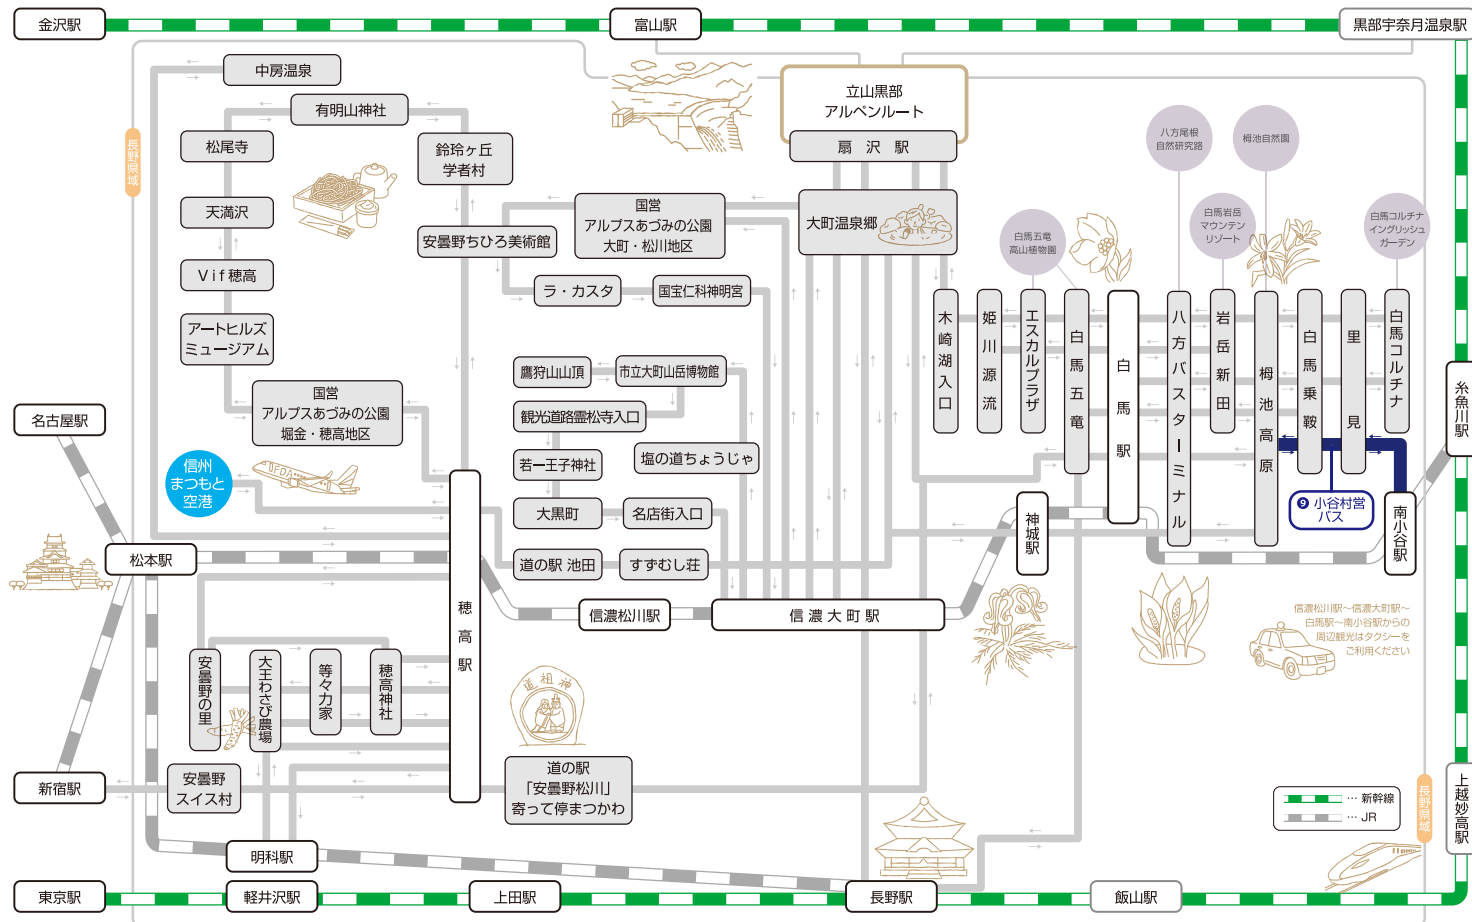 金沢駅
富山駅
黒部宇奈月温泉駅
中房温泉
有明山神社
松尾寺
鈴玲ヶ丘
学者村
天満沢
Vif穂高
アートヒルズ
ミュージアム
安曇野ちひろ美術館
国営
アルプスあづみの公園
大町・松川地区
国営
アルプスあづみの公園
堀金・穂高地区
立山黒部
アルペンルート
扇沢駅
大町温泉郷
ラ・カスタ
国宝仁科神明宮
鷹狩山山頂
市立大町山岳博物館
観光道路霊松寺入口
若一王子神社
塩の道ちょうじゃ
大黒町
名店街入口
道の駅 池田
すずむし荘
長野県域
八方尾根
自然研究路
栂池自然園
白馬五竜
高山植物園
白馬岩岳
マウンテン
リゾート
白馬コルチナ
イングリッシュ
ガーデン
木崎湖入口
姫川源流
エスカルプラザ
白馬五竜
白馬駅
八方バスターミナル
岩岳新田
栂池高原
白馬乗鞍
里見
白馬コルチナ
❾ 小谷村営
バス
南小谷駅
糸魚川駅
神城駅
名古屋駅
信州
まつもと
空港
FDA
松本駅
穂高駅
信濃松川駅
信濃大町駅
信濃松川駅～信濃大町駅～
白馬駅～南小谷駅からの
周辺観光はタクシーを
ご利用ください
安曇野の里
大王わさび農場
等々力家
穂高神社
道祖神
新宿駅
安曇野
スイス村
道の駅
「安曇野松川」
寄って停まつかわ
明科駅
… 新幹線
… JR
長野県域
上越妙高駅
東京駅
軽井沢駅
上田駅
長野駅
飯山駅